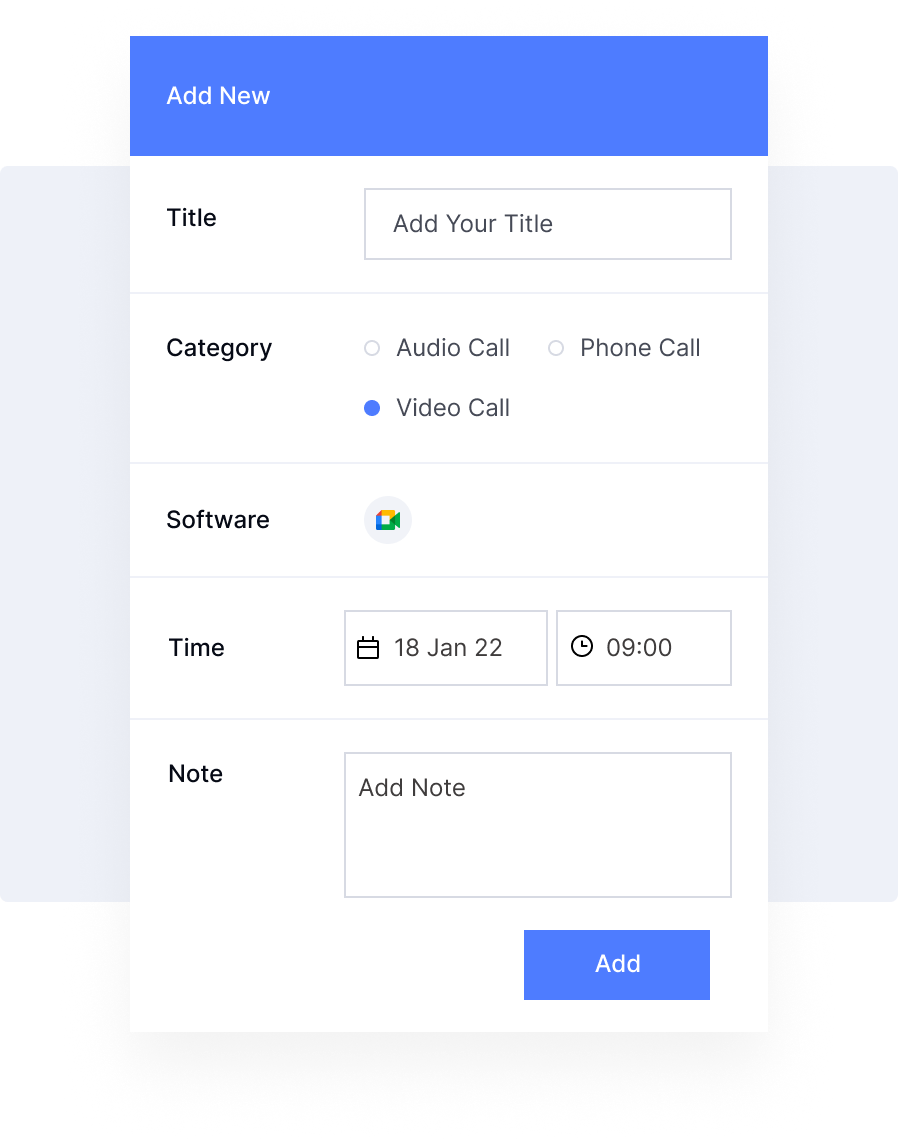 Add New
Title
Add Your Title
Category
Audio Call
Phone Call
Video Call
Software
Time
18 Jan 22
09:00
Note
Add Note
Add